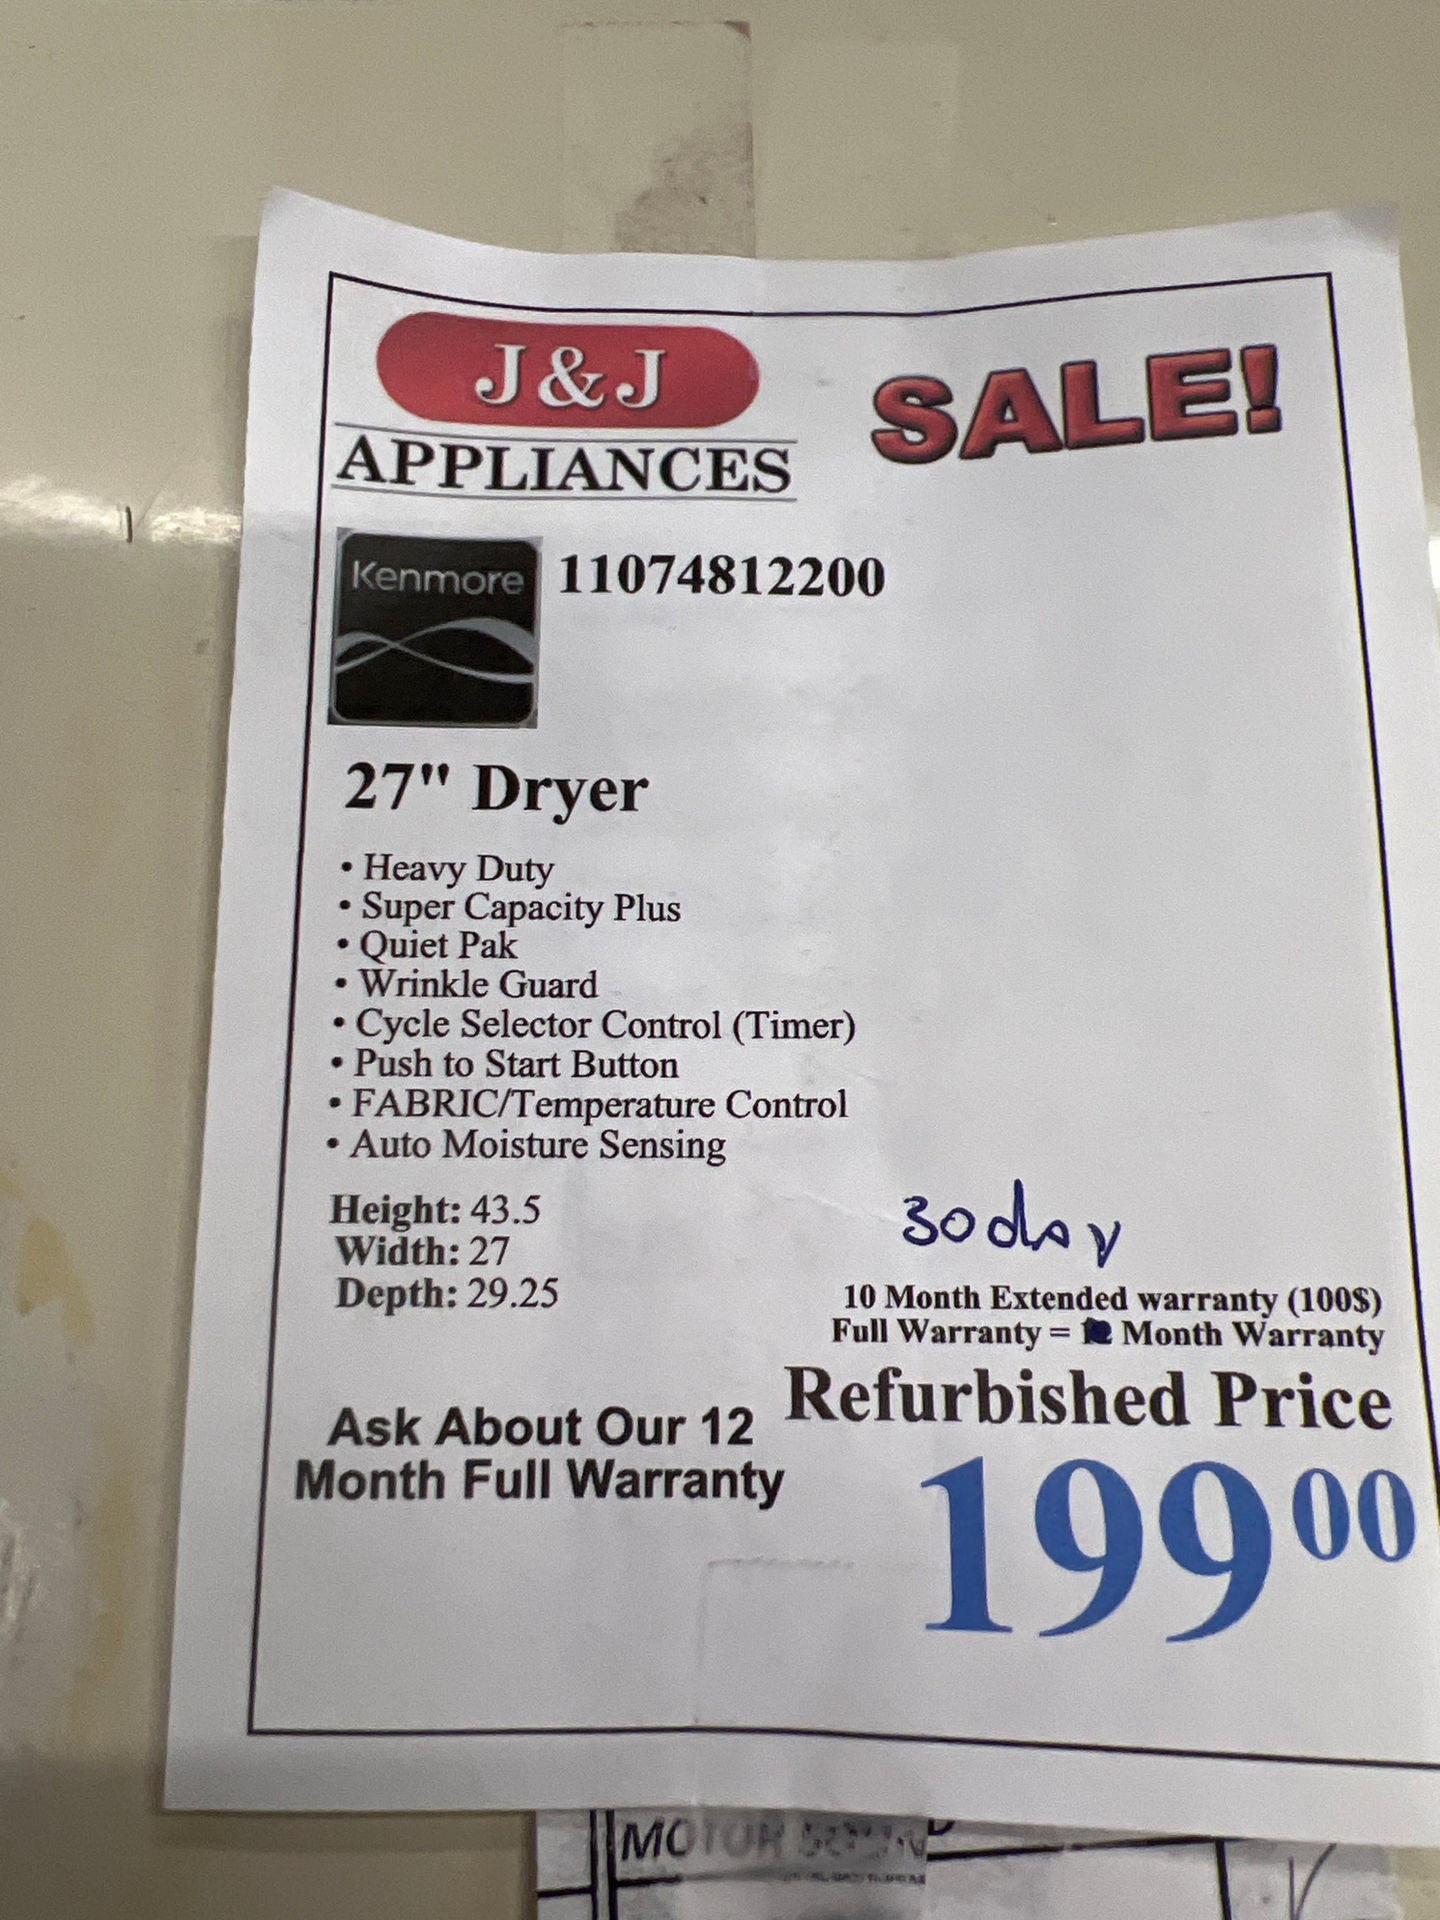 J&J
APPLIANCES
SALE!
Kenmore
11074812200
27" Dryer
• Heavy Duty
• Super Capacity Plus
• Quiet Pak
• Wrinkle Guard
• Cycle Selector Control (Timer)
• Push to Start Button
• FABRIC/Temperature Control
• Auto Moisture Sensing
Height: 43.5
Width: 27
Depth: 29.25
30 day
10 Month Extended warranty (100$)
Full Warranty = Month Warranty
Ask About Our 12
Month Full Warranty
Refurbished Price
199 00
MOTOR